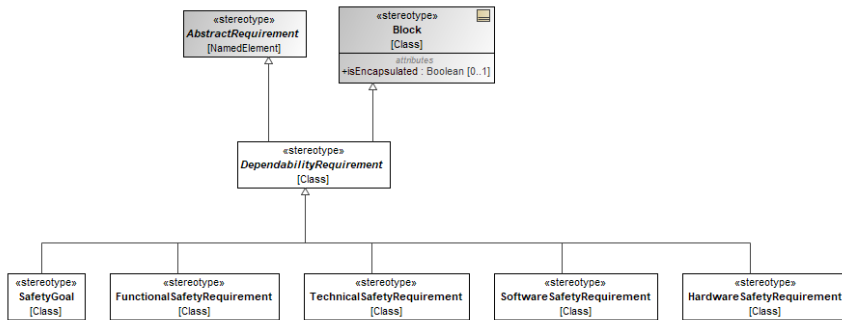 «stereotype»
AbstractRequirement
[NamedElement]
«stereotype»
Block
[Class]
attributes
+isEncapsulated : Boolean [0..1]
«stereotype»
DependabilityRequirement
[Class]
«stereotype»
SafetyGoal
[Class]
«stereotype»
FunctionalSafetyRequirement
[Class]
«stereotype»
TechnicalSafetyRequirement
[Class]
«stereotype»
SoftwareSafetyRequirement
[Class]
«stereotype»
HardwareSafetyRequirement
[Class]